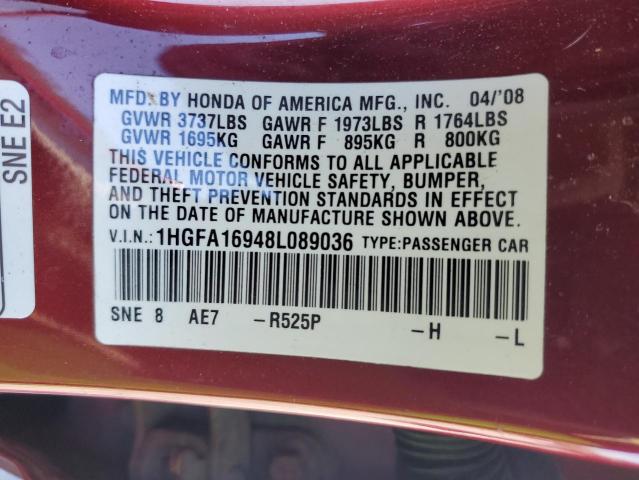 SNE E2
MFD. BY HONDA OF AMERICA MFG., INC. 04/'08
GVWR 3737LBS GAWR F 1973LBS R 1764LBS
GVWR 1695KG GAWR F 895KG R 800KG
THIS VEHICLE CONFORMS TO ALL APPLICABLE
FEDERAL MOTOR VEHICLE SAFETY, BUMPER,
AND THEFT PREVENTION STANDARDS IN EFFECT
ON THE DATE OF MANUFACTURE SHOWN ABOVE.
V.I.N.: 1HGFA16948L089036 TYPE:PASSENGER CAR
SNE 8 AE7 -R525P -H -L